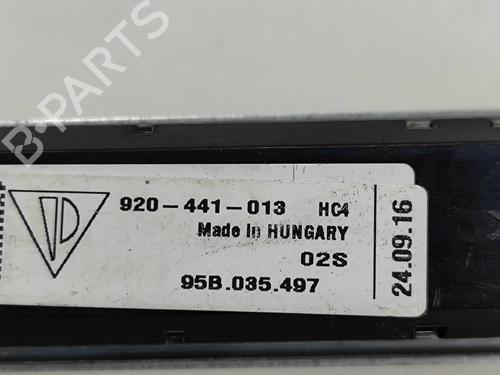 920-441-013 HC4
Made in HUNGARY
02S
95B.035.497
24.09.16
B-PARTS